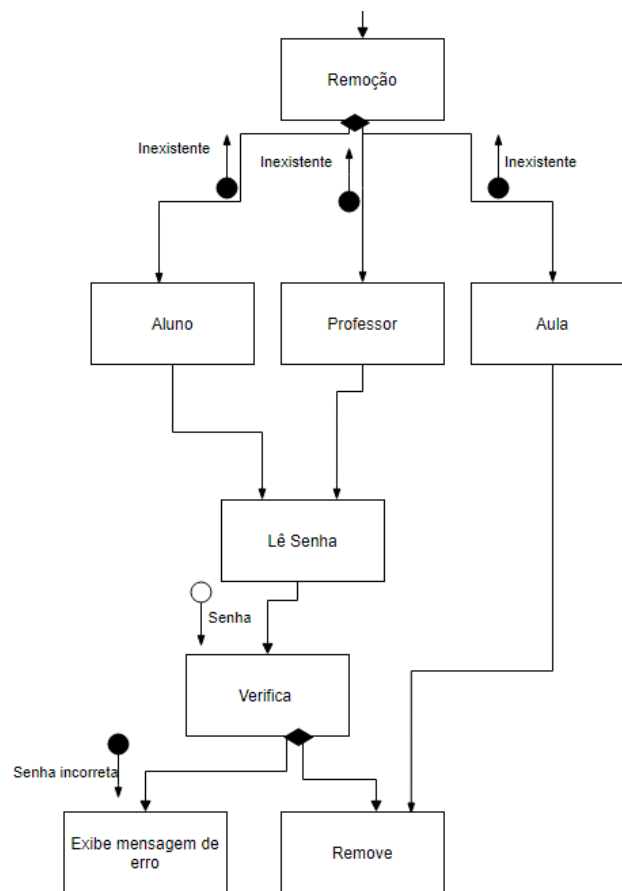 Remoção
Inexistente
Inexistente
Inexistente
Aluno
Professor
Aula
Lê Senha
Senha
Verifica
Senha incorreta
Exibe mensagem de
erro
Remove